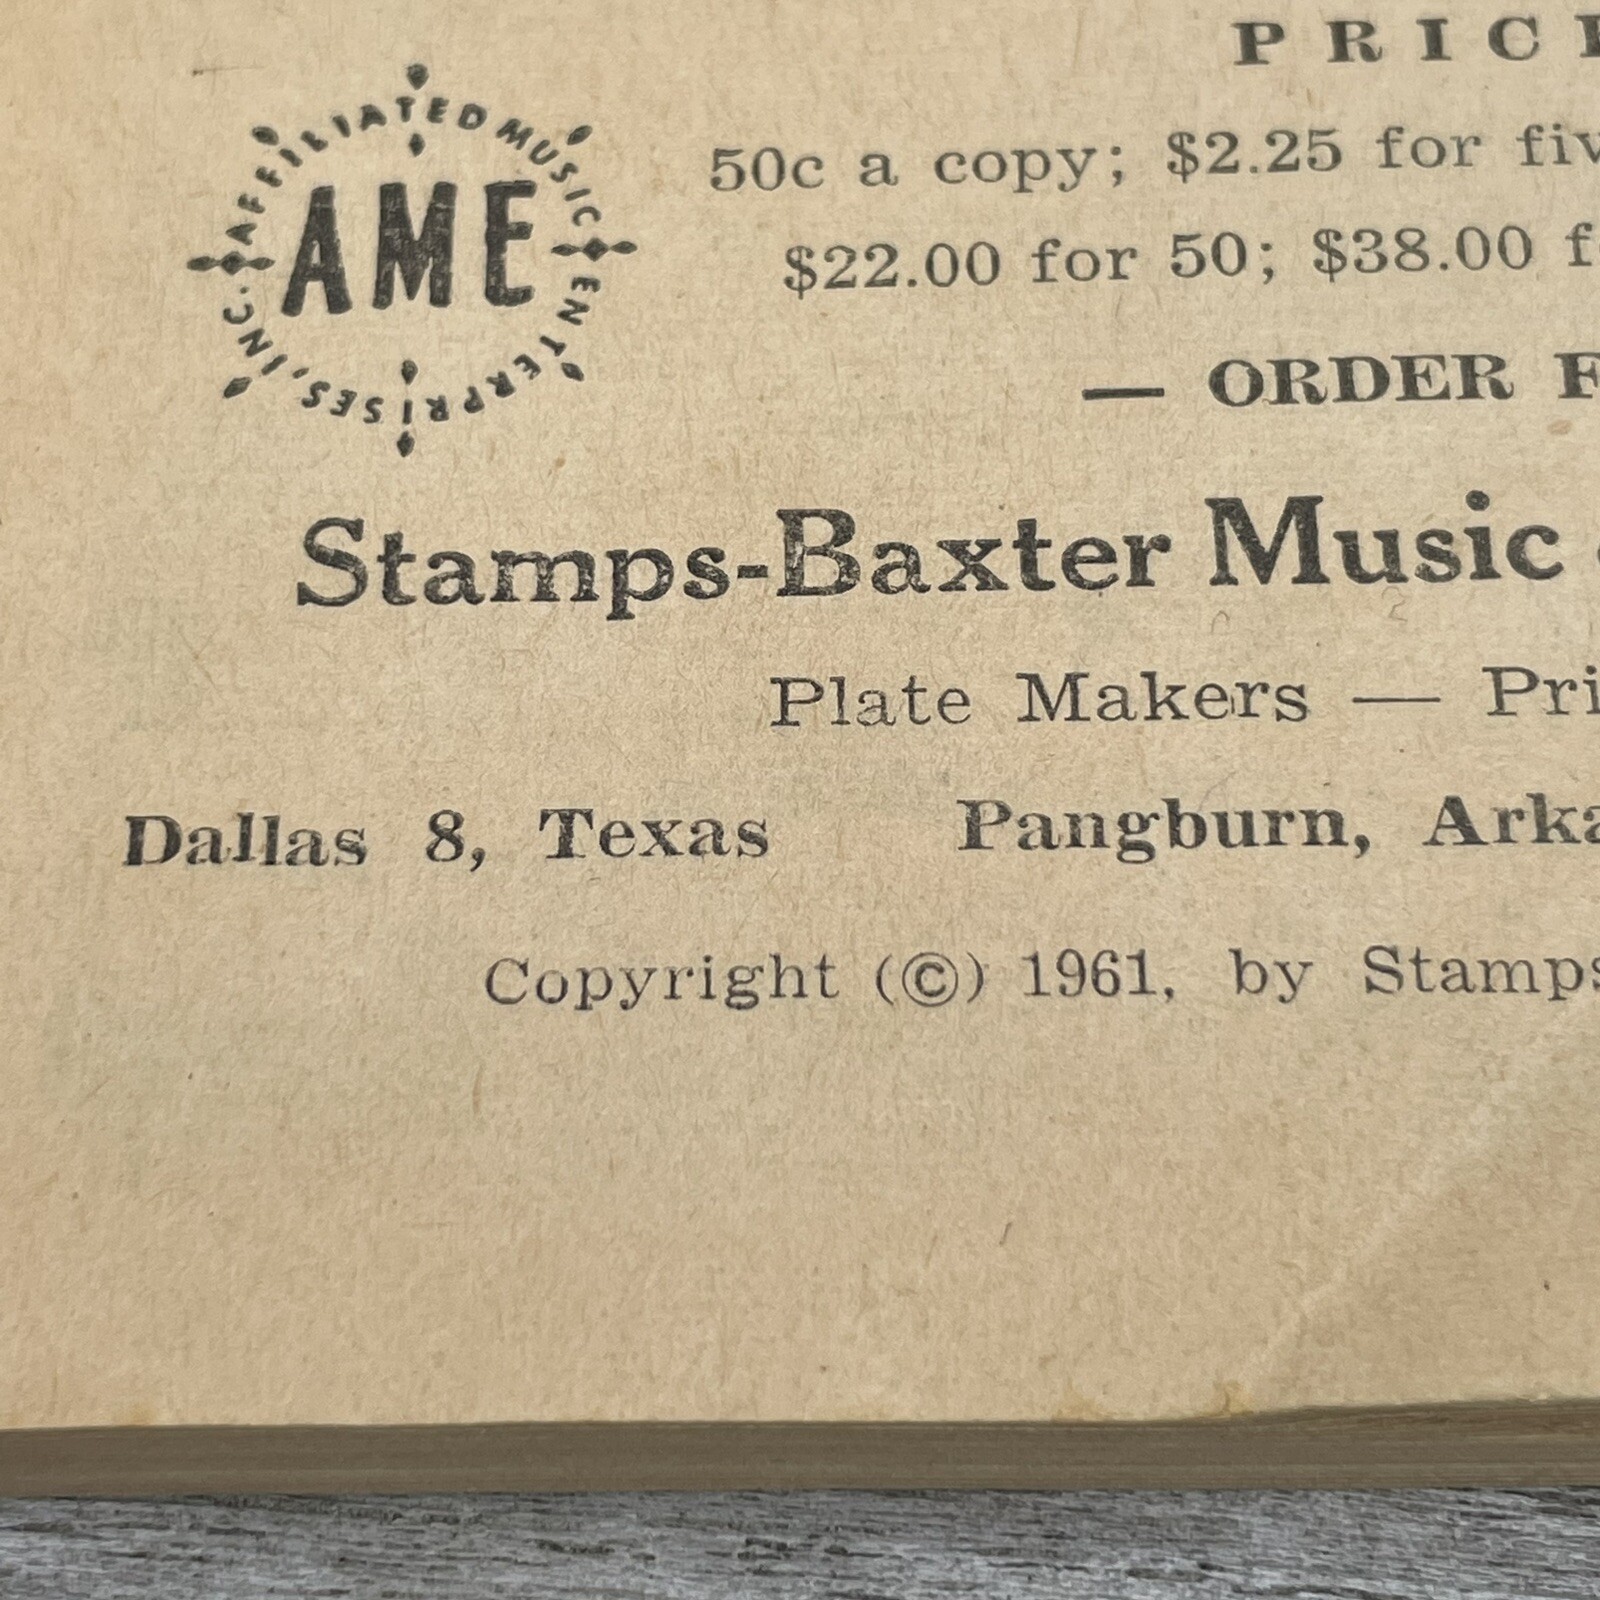 AFFILIATED MUSIC ENTERPRISES, INC.
AME
PRIC
50c a copy; $2.25 for fiv
$22.00 for 50; $38.00 f
— ORDER F
Stamps-Baxter Music
Plate Makers — Pri
Dallas 8, Texas Pangburn, Arka
Copyright (©) 1961, by Stamps